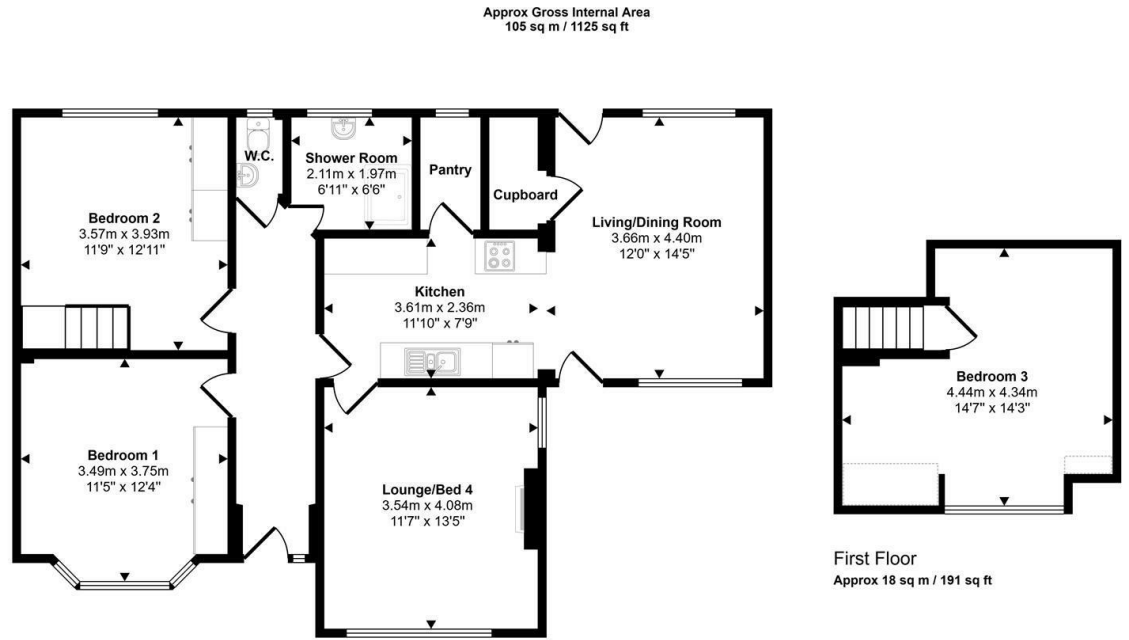 Approx Gross Internal Area
105 sq m / 1125 sq ft
W.C.
Shower Room
2.11m x 1.97m
6'11" x 6'6"
Pantry
Cupboard
Living/Dining Room
3.66m x 4.40m
12'0" x 14'5"
Bedroom 2
3.57m x 3.93m
11'9" x 12'11"
Kitchen
3.61m x 2.36m
11'10" x 7'9"
Bedroom 1
3.49m x 3.75m
11'5" x 12'4"
Lounge/Bed 4
3.54m x 4.08m
11'7" x 13'5"
Bedroom 3
4.44m x 4.34m
14'7" x 14'3"
First Floor
Approx 18 sq m / 191 sq ft